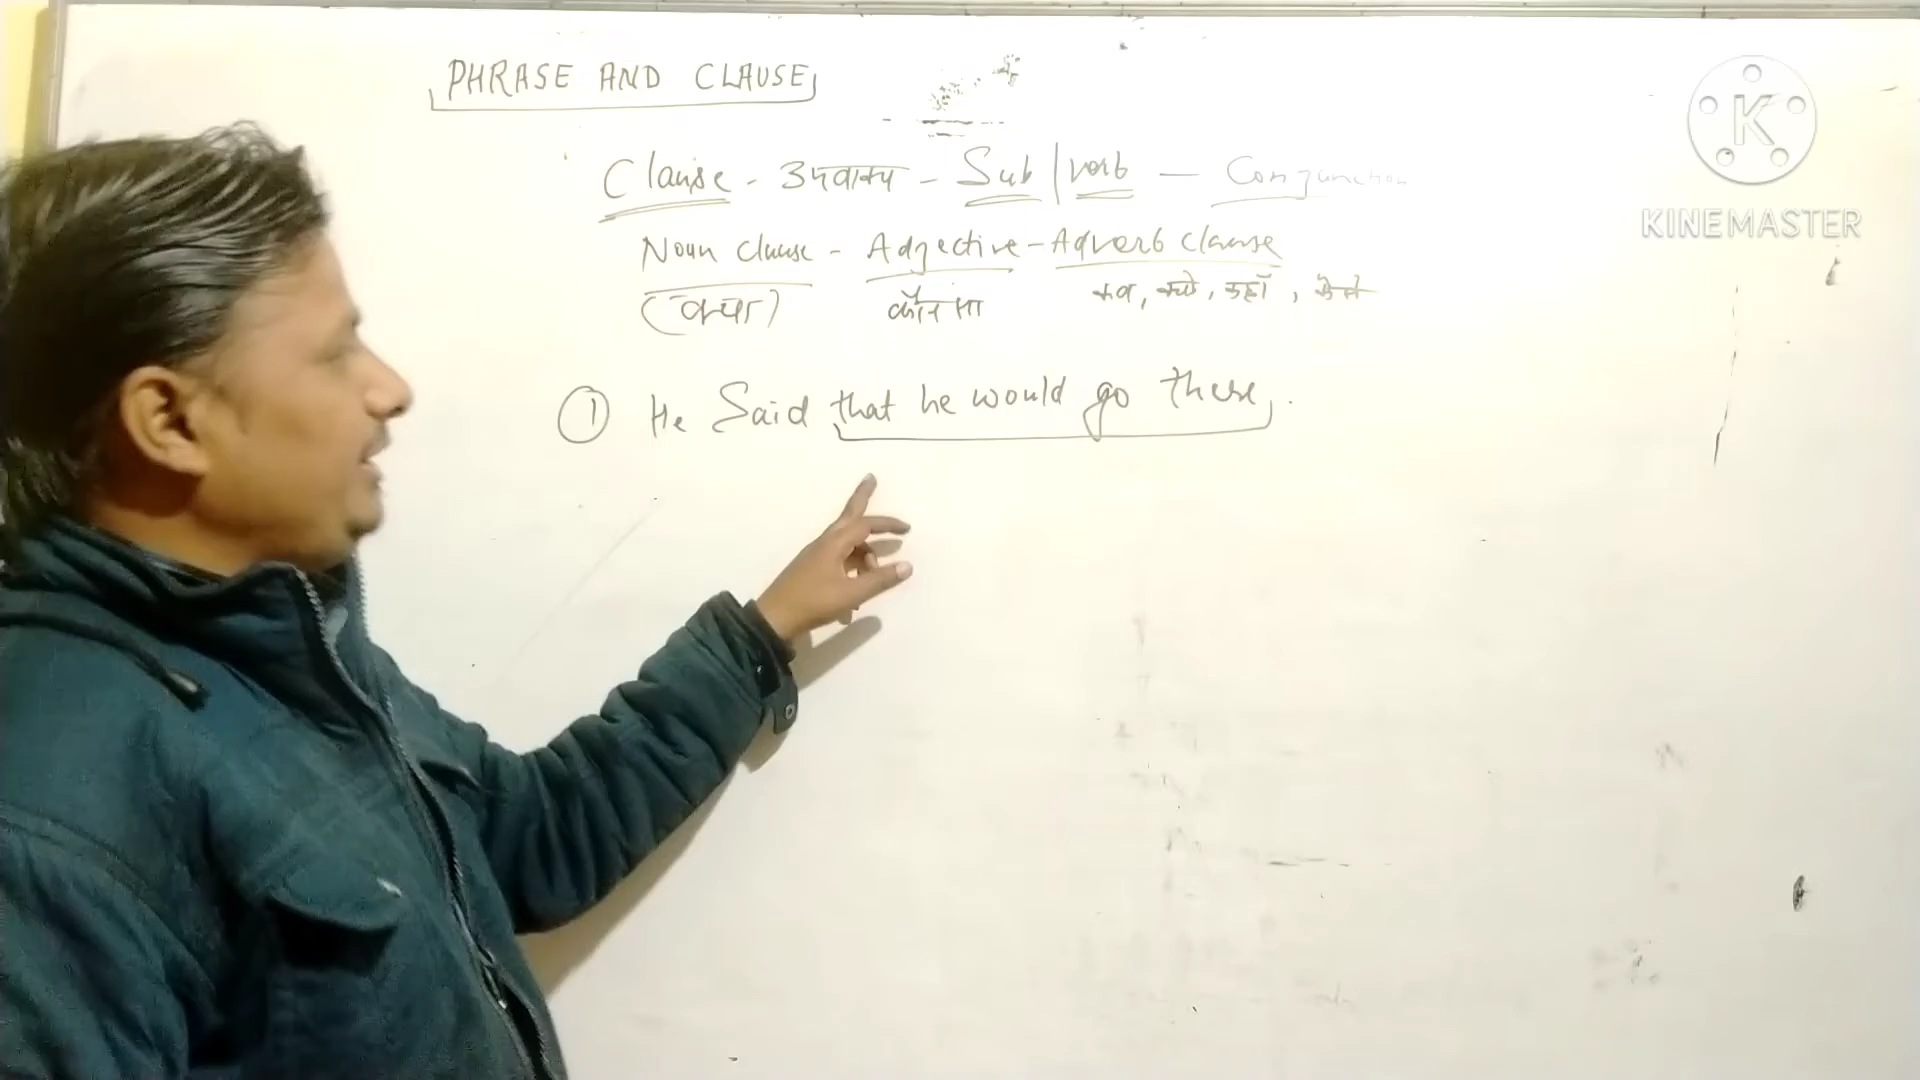 PHRASE AND CLAUSE
Clause - उपवाक्य - Sub | verb — Conjunction
Noun clause - Adjective - Adverb clause
(क्या) कौन सा कब, क्यों, कहाँ, कैसे
① He Said that he would go there.
K
KINEMASTER